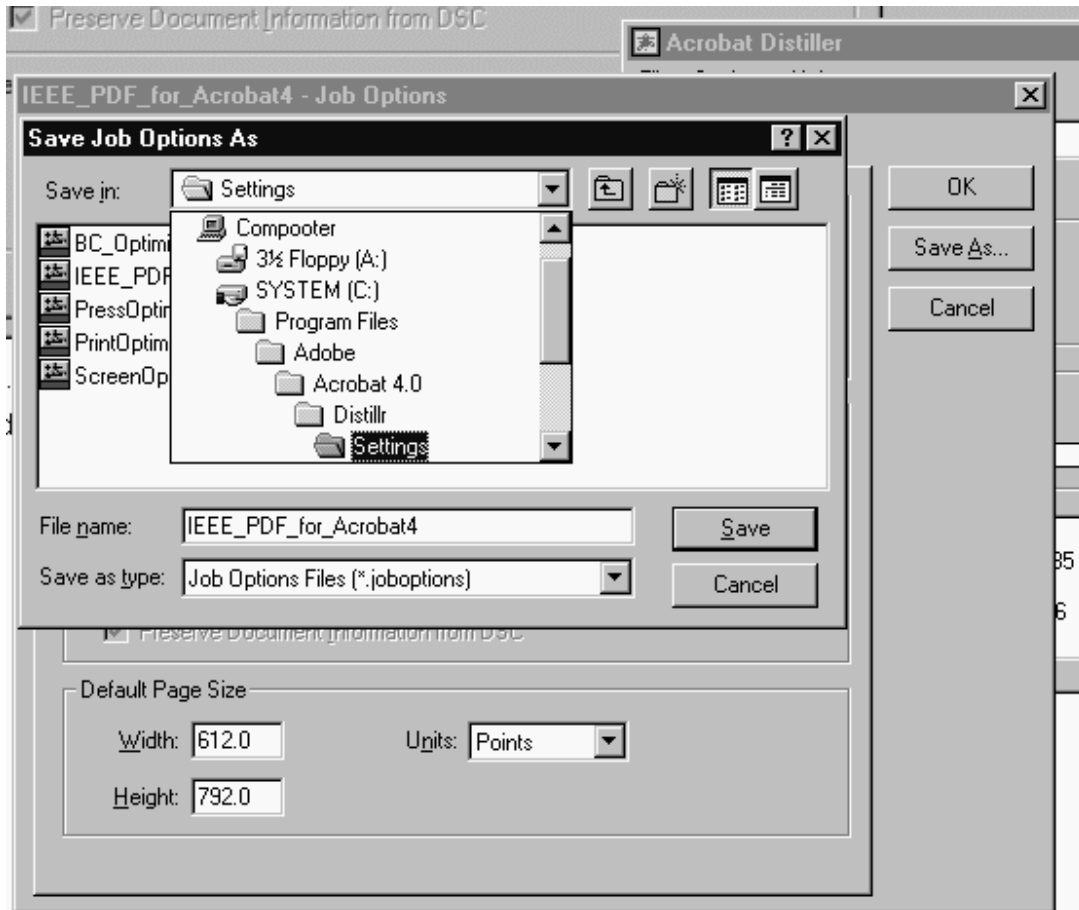 Preserve Document Information from DSC
Acrobat Distiller
IEEE_PDF_for_Acrobat4 - Job Options
Save Job Options As
Save in:
Settings
OK
Compooter
BC_Optimi
3½ Floppy (A:)
Save As...
IEEE_PDF
SYSTEM (C:)
PressOptim
Program Files
Cancel
PrintOptim
Adobe
ScreenOp
Acrobat 4.0
Distillr
Settings
File name:
IEEE_PDF_for_Acrobat4
Save
Save as type:
Job Options Files (*.joboptions)
Cancel
35
6
Preserve Document Information from DSC
Default Page Size
Width:
612.0
Units:
Points
Height:
792.0